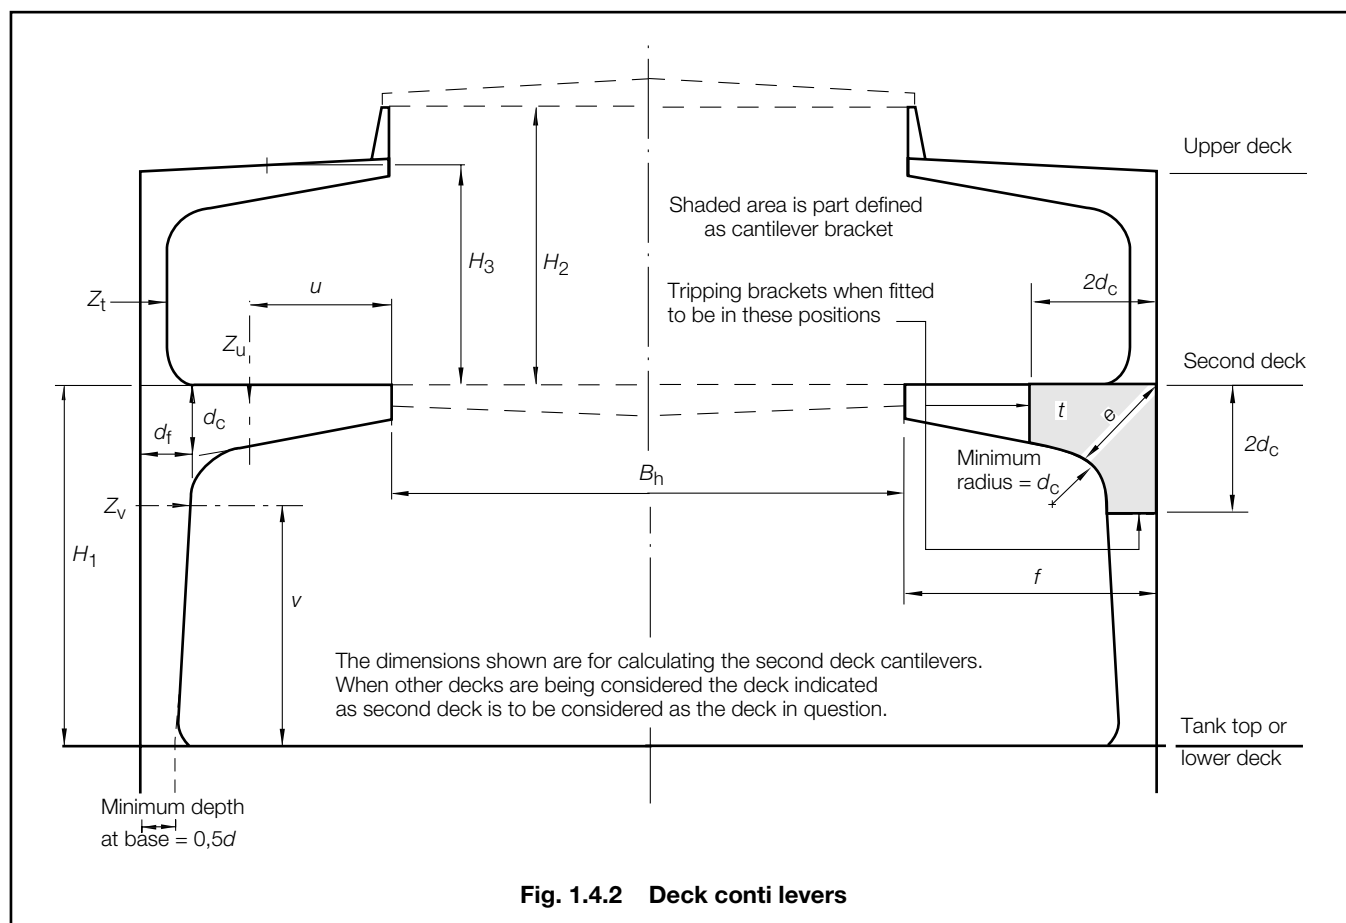 Upper deck
Shaded area is part defined
as cantilever bracket
H3
H2
Tripping brackets when fitted
to be in these positions
2dc
u
Zt
Zu
Second deck
dc
df
t
e
2dc
Minimum
radius = dc
Bh
Zv
H1
f
v
The dimensions shown are for calculating the second deck cantilevers.
When other decks are being considered the deck indicated
as second deck is to be considered as the deck in question.
Tank top or
lower deck
Minimum depth
at base = 0,5d
Fig. 1.4.2 Deck conti levers